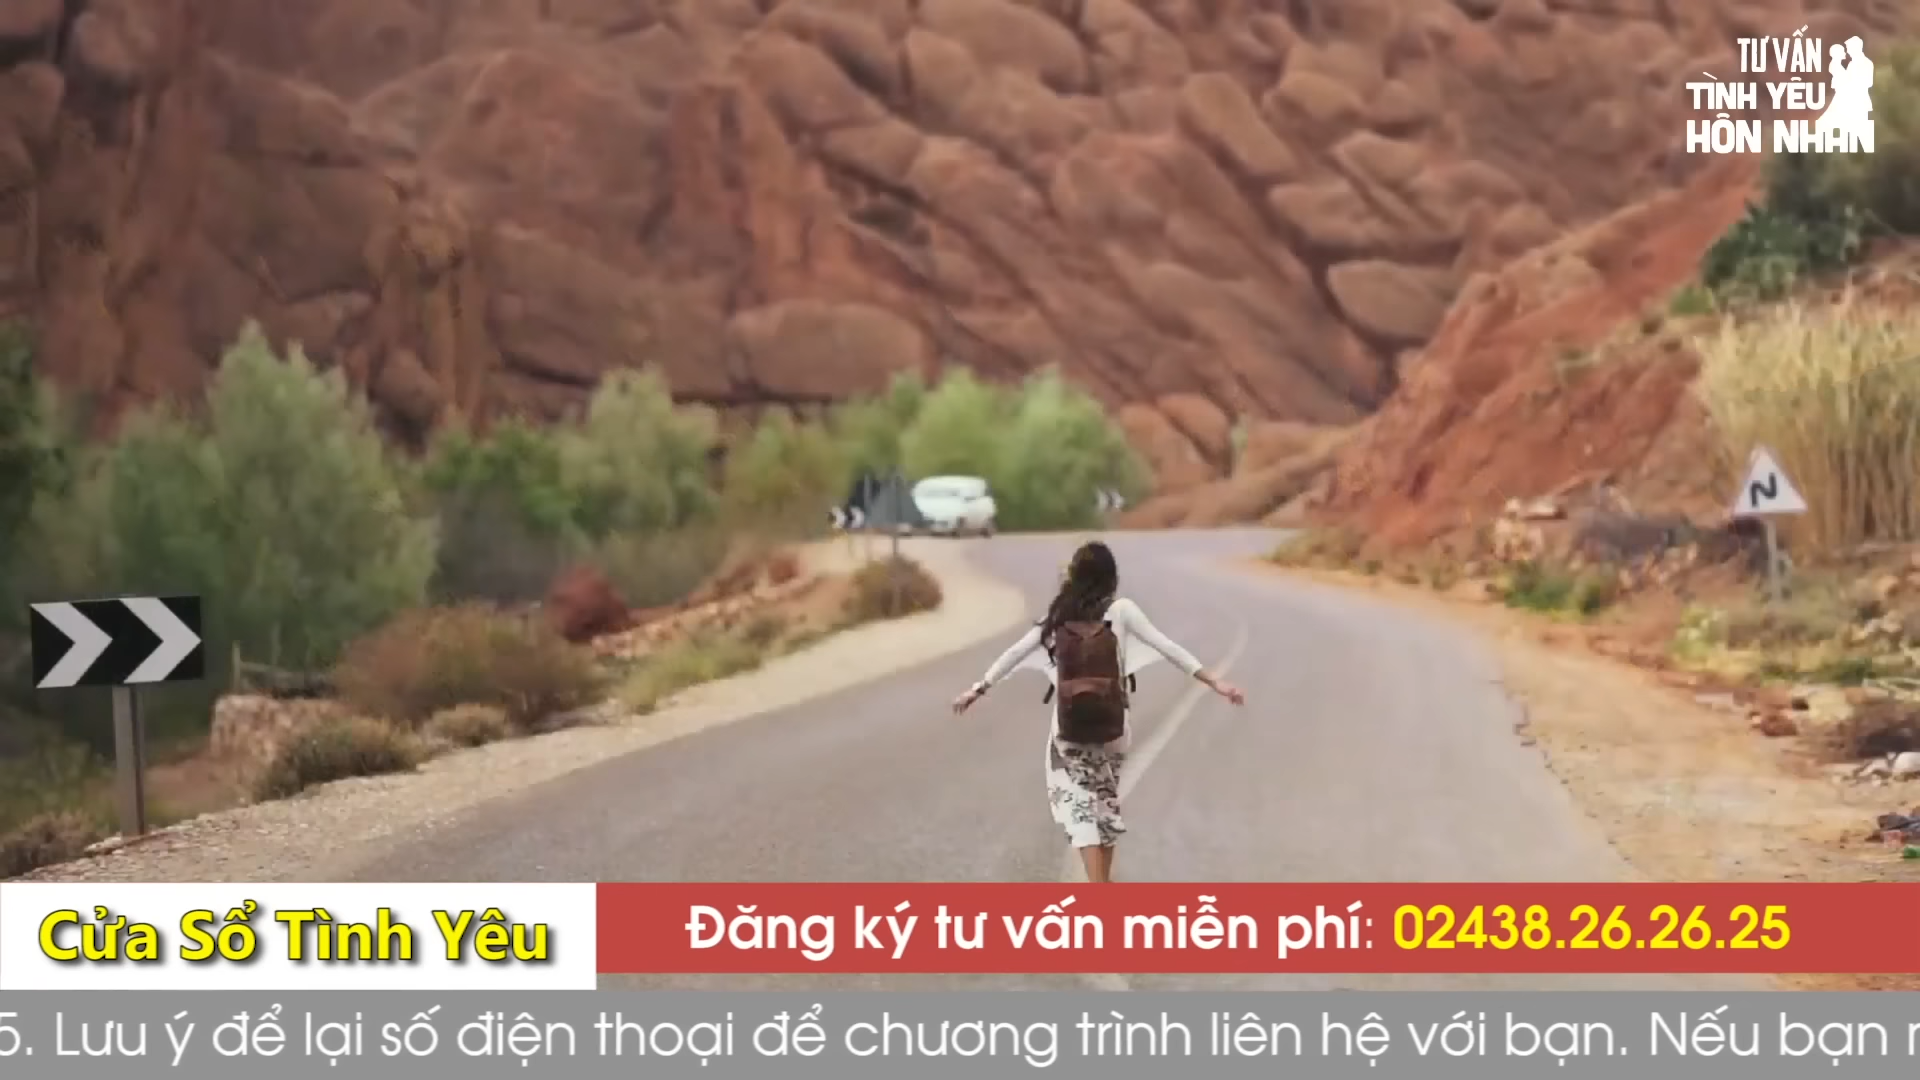 TƯ VẤN
TÌNH YÊU
HÔN NHÂN
Cửa Sổ Tình Yêu
Đăng ký tư vấn miễn phí: 02438.26.26.25
5. Lưu ý để lại số điện thoại để chương trình liên hệ với bạn. Nếu bạn